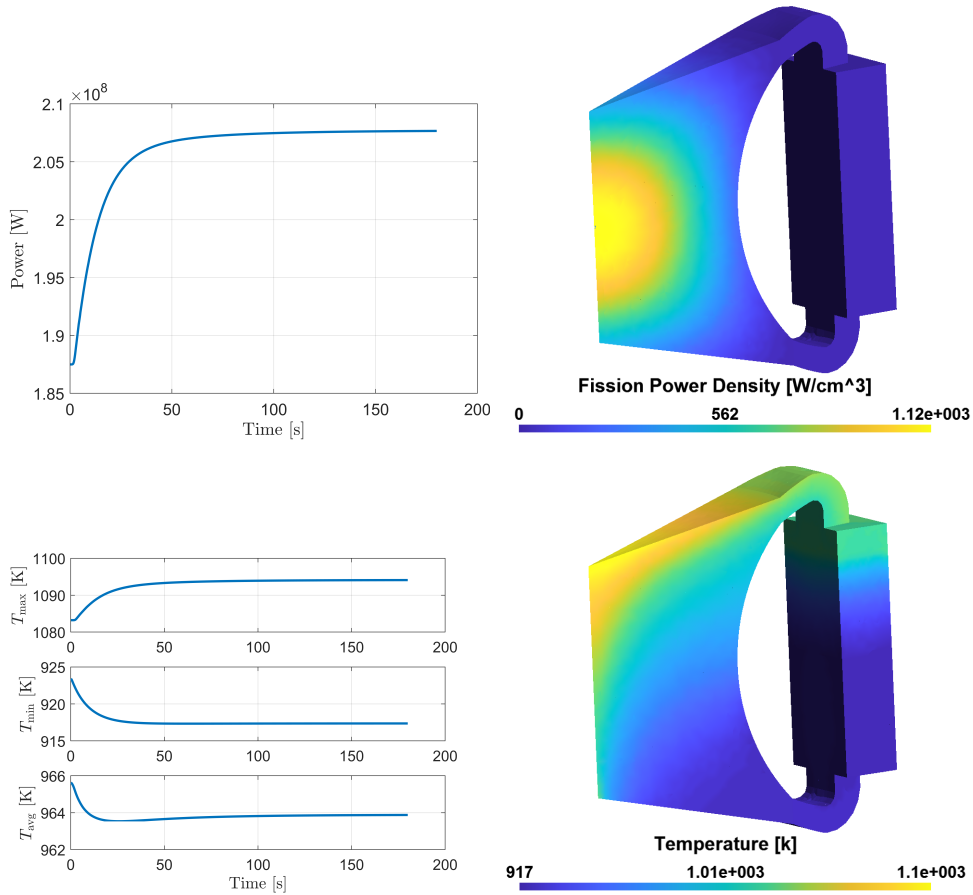 ×10⁸
2.1
2.05
2
1.95
1.9
1.85
Power [W]
0 50 100 150 200
Time [s]
Fission Power Density [W/cm^3]
0 562 1.12e+003
1100
1090
1080
T_max [K]
0 50 100 150 200
925
920
915
T_min [K]
0 50 100 150 200
966
964
962
T_avg [K]
0 50 100 150 200
Time [s]
Temperature [k]
917 1.01e+003 1.1e+003